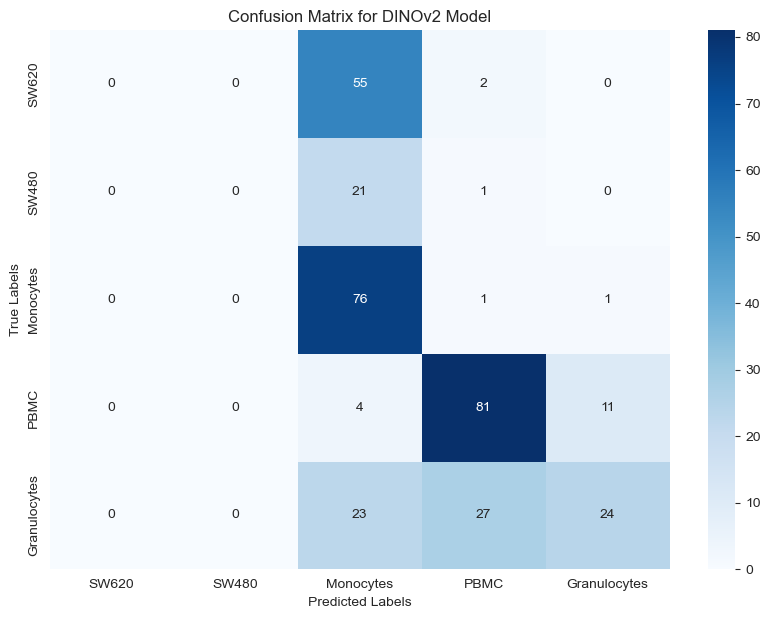 Confusion Matrix for DINOv2 Model
True Labels
SW620
0 0 55 2 0
SW480
0 0 21 1 0
Monocytes
0 0 76 1 1
PBMC
0 0 4 81 11
Granulocytes
0 0 23 27 24
SW620 SW480 Monocytes PBMC Granulocytes
Predicted Labels
80
70
60
50
40
30
20
10
0